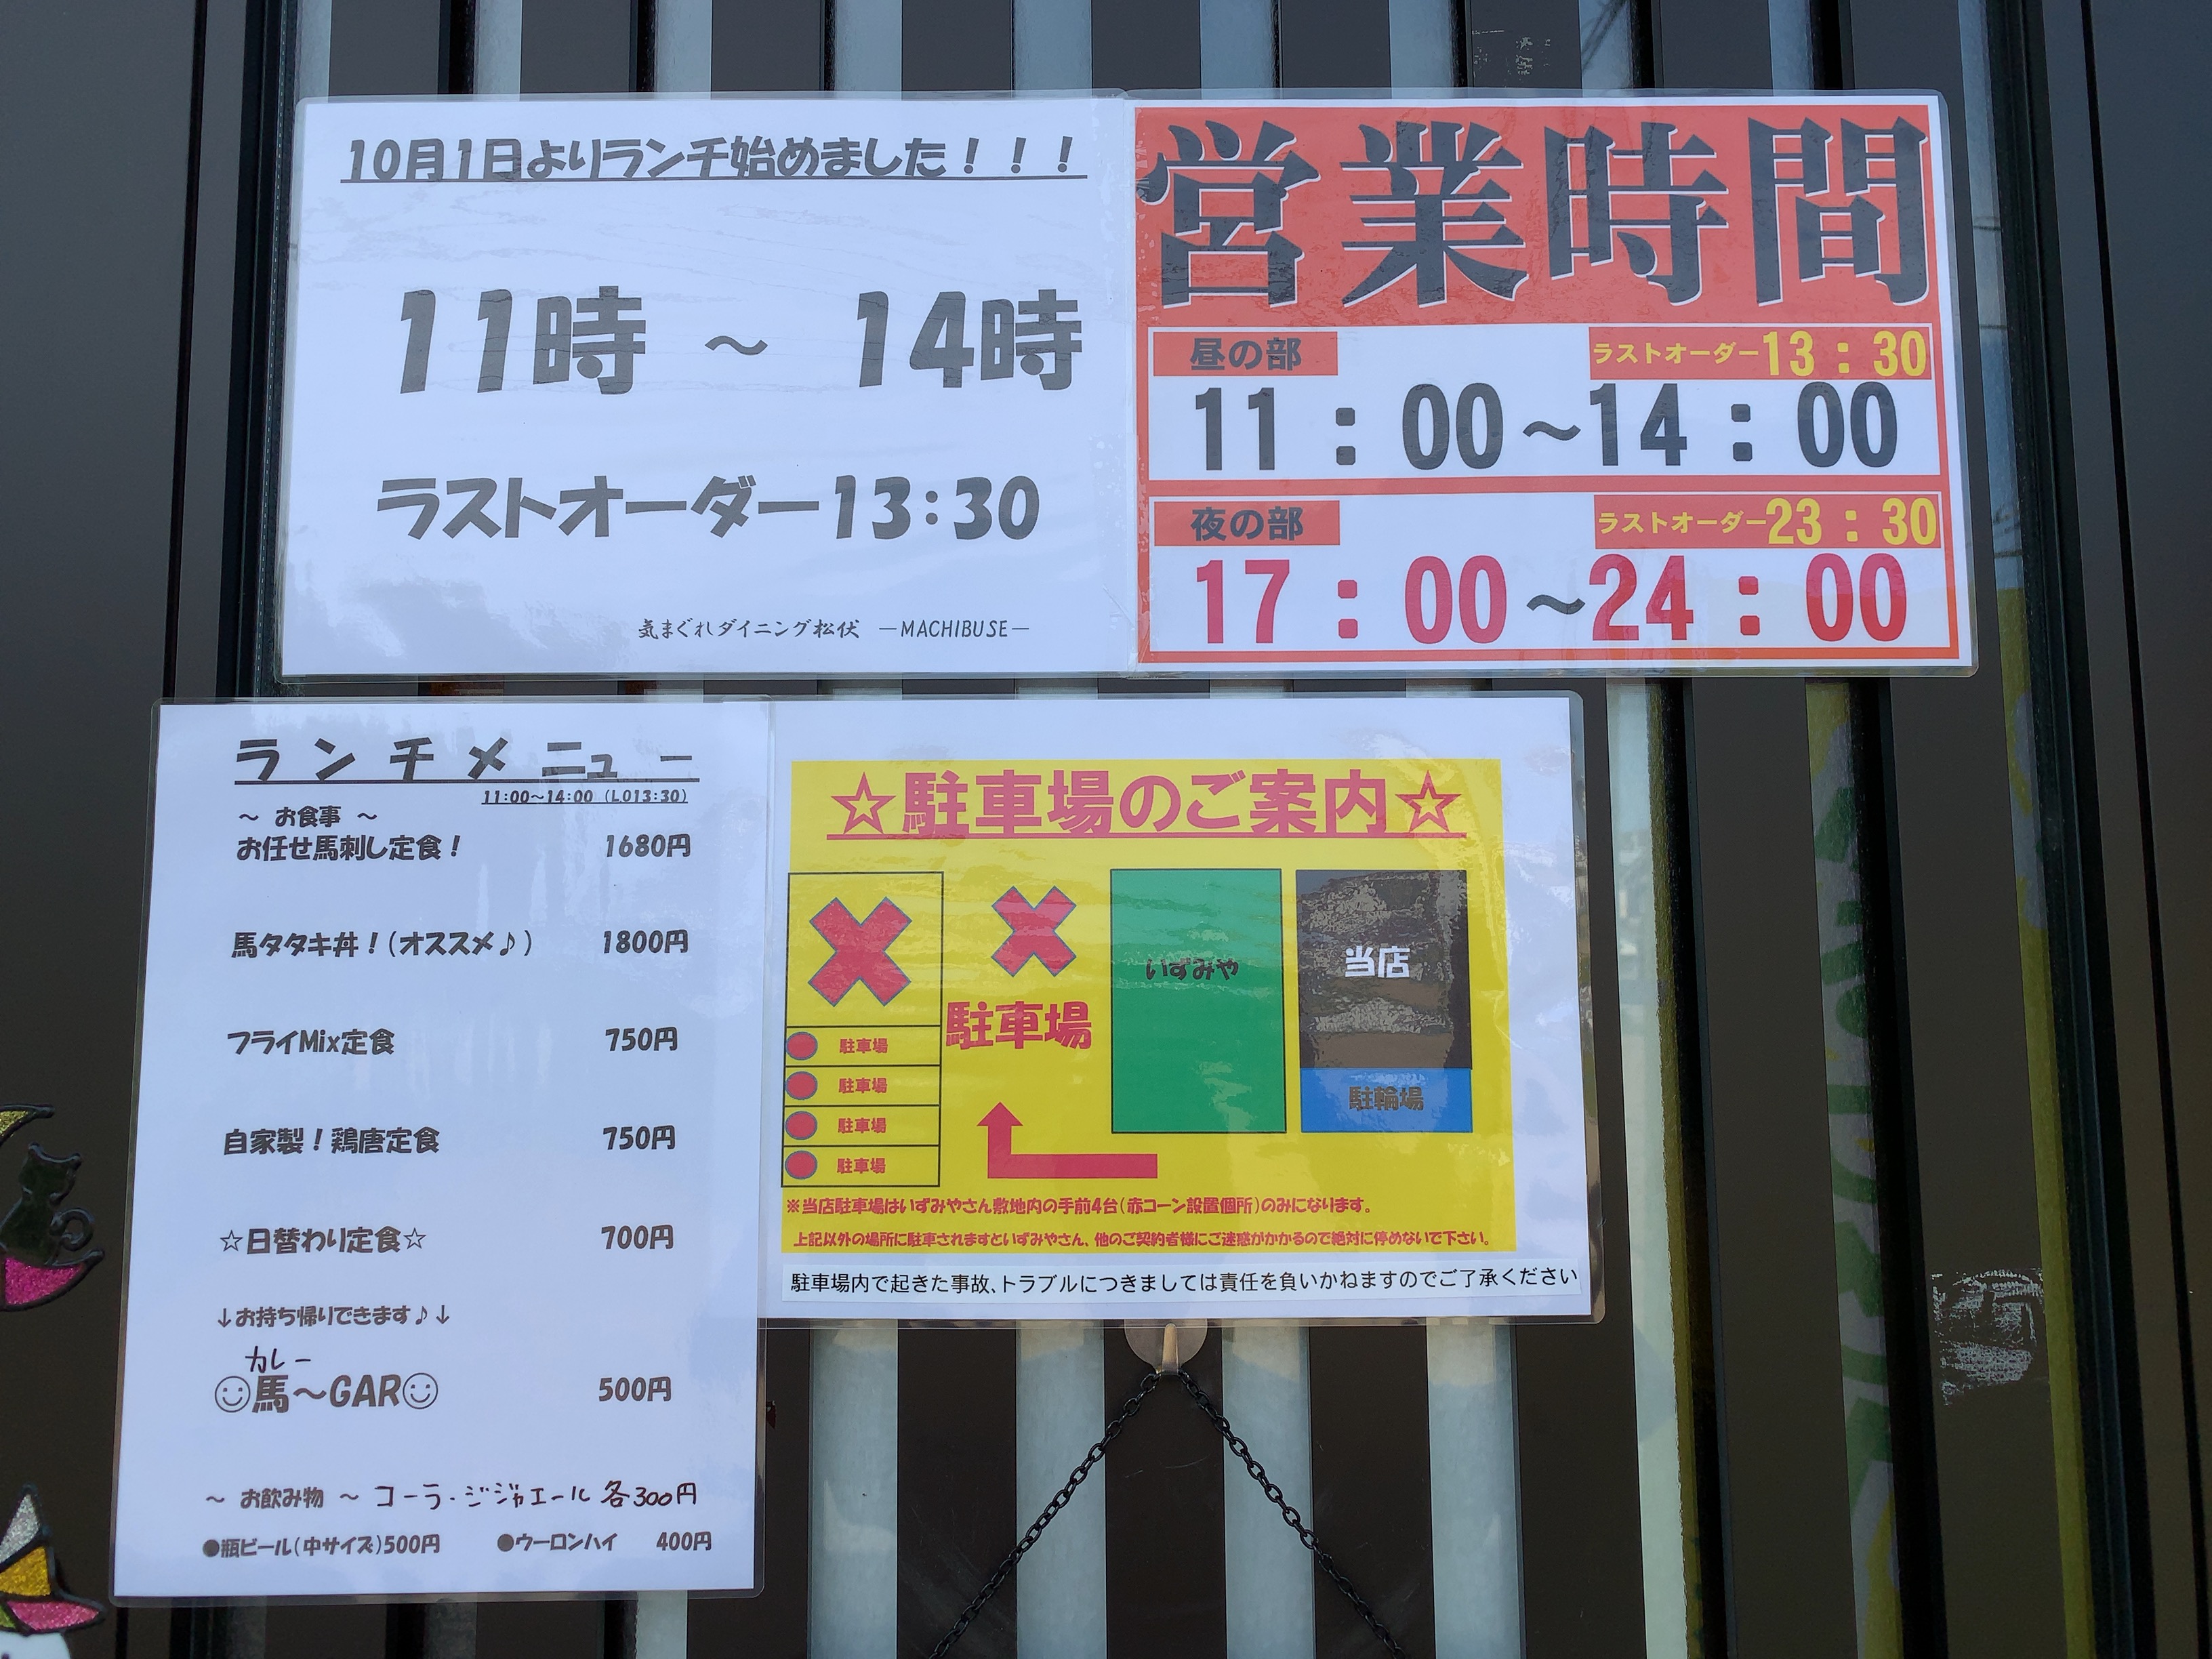 10月1日よりランチ始めました！！！
11時 ～ 14時
ラストオーダー13:30
気まぐれダイニング松伏 ―MACHIBUSE―
営業時間
昼の部 ラストオーダー13：30
11：00～14：00
夜の部 ラストオーダー23：30
17：00～24：00
ランチメニュー
11:00～14:00 (LO13:30)
～ お食事 ～
お任せ馬刺し定食！ 1680円
馬タタキ丼！(オススメ♪) 1800円
フライMix定食 750円
自家製！鶏唐定食 750円
☆日替わり定食☆ 700円
↓お持ち帰りできます♪↓
カレー
☺馬～GAR☺ 500円
～ お飲み物 ～ コーラ・ジジャエール 各300円
●瓶ビール(中サイズ)500円 ●ウーロンハイ 400円
☆駐車場のご案内☆
いずみや
当店
駐車場
駐車場
駐車場
駐車場
駐車場
駐輪場
※当店駐車場はいずみやさん敷地内の手前4台(赤コーン設置個所)のみになります。
上記以外の場所に駐車されますといずみやさん、他のご契約者様にご迷惑がかかるので絶対に停めないで下さい。
駐車場内で起きた事故、トラブルにつきましては責任を負いかねますのでご了承ください